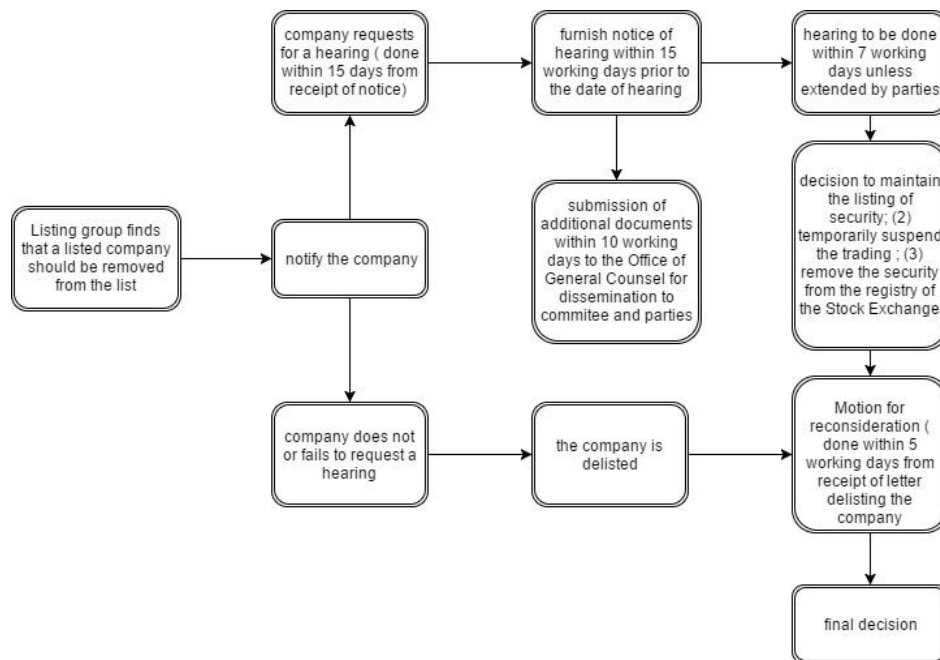 company requests
for a hearing ( done
within 15 days from
receipt of notice)
furnish notice of
hearing within 15
working days prior to
the date of hearing
hearing to be done
within 7 working
days unless
extended by parties
Listing group finds
that a listed company
should be removed
from the list
notify the company
submission of
additional documents
within 10 working
days to the Office of
General Counsel for
dissemination to
commitee and parties
decision to maintain
the listing of
security; (2)
temporarily suspend
the trading ; (3)
remove the security
from the registry of
the Stock Exchange
company does not
or fails to request a
hearing
the company is
delisted
Motion for
reconsideration (
done within 5
working days from
receipt of letter
delisting the
company
final decision